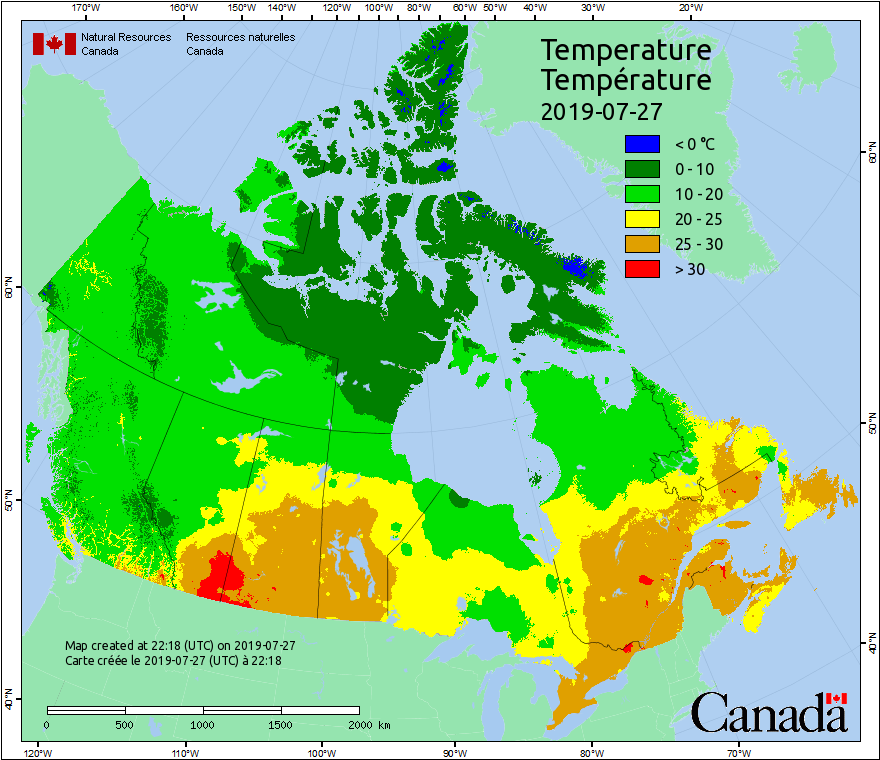 170°W 160°W 150°W 140°W 120°W 100°W 80°W 60°W 50°W 40°W 30°W 20°W
Natural Resources Ressources naturelles
Canada Canada
Temperature
Température
2019-07-27
< 0 °C
0 - 10
10 - 20
20 - 25
25 - 30
> 30
60°N
50°N
40°N
60°N
50°N
40°N
Map created at 22:18 (UTC) on 2019-07-27
Carte créée le 2019-07-27 (UTC) à 22:18
0 500 1000 1500 2000 km
Canada
120°W 110°W 100°W 90°W 80°W 70°W